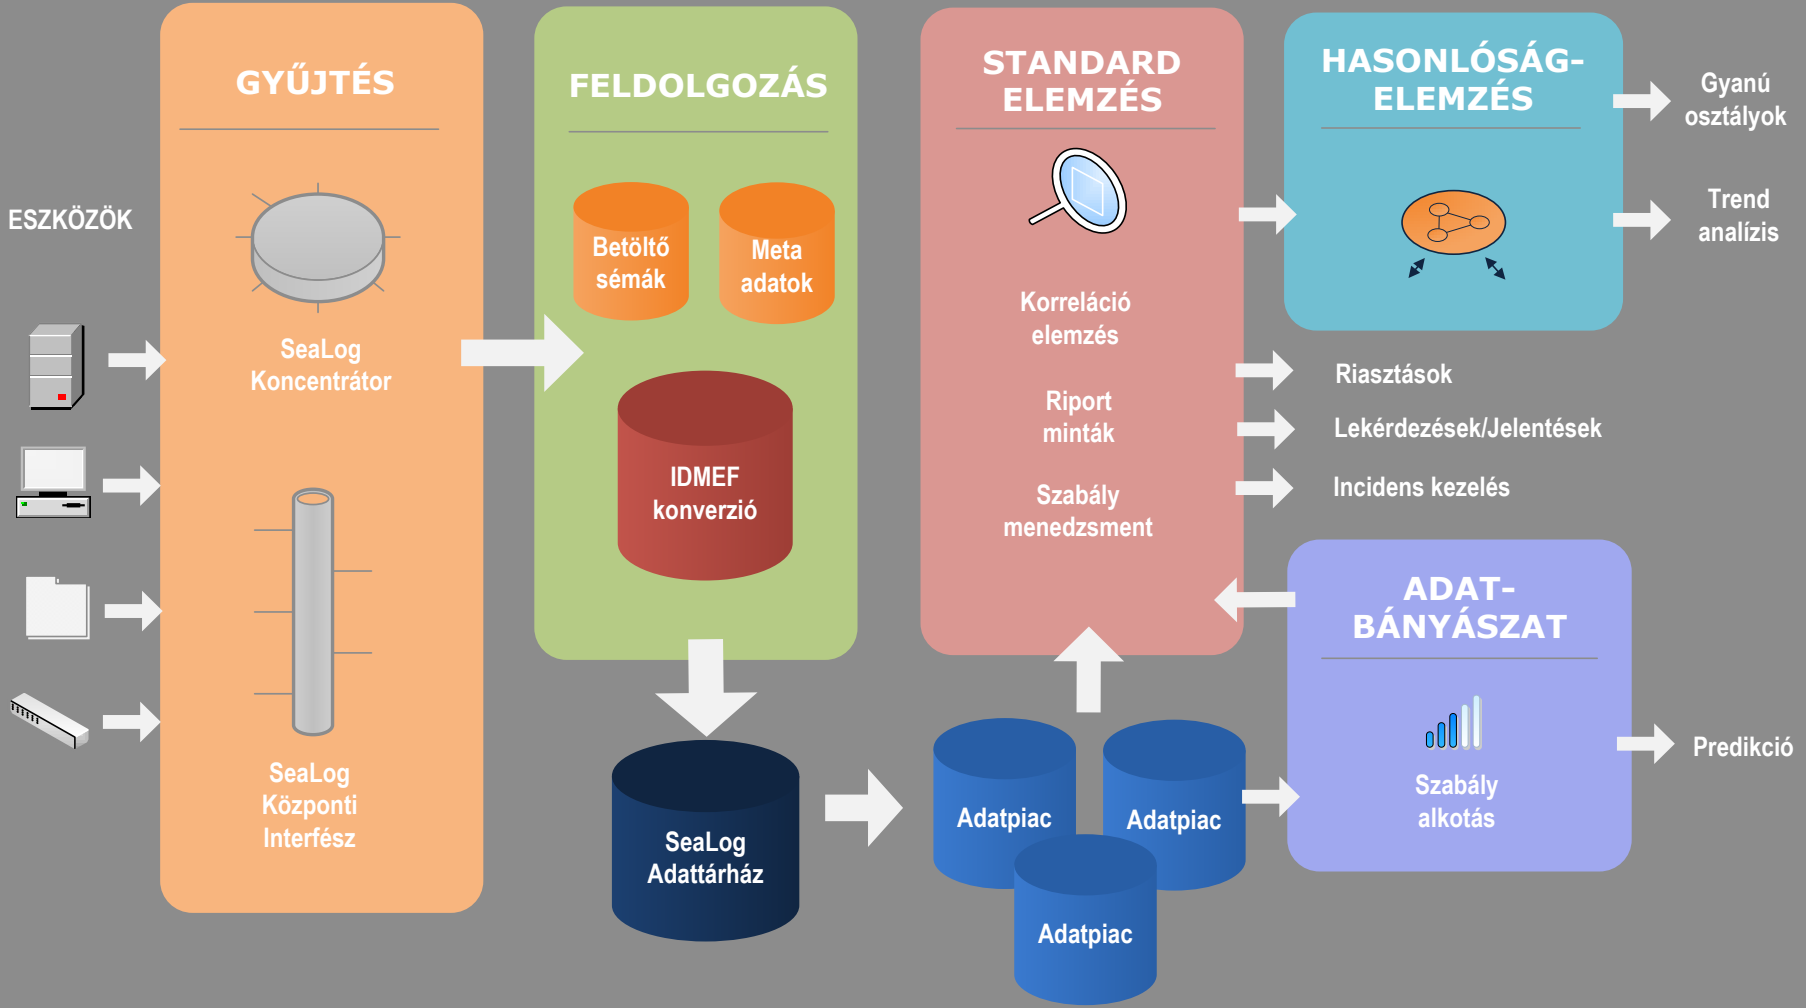 ESZKÖZÖK
GYŰJTÉS
SeaLog
Koncentrátor
SeaLog
Központi
Interfész
FELDOLGOZÁS
Betöltő
sémák
Meta
adatok
IDMEF
konverzió
SeaLog
Adattárház
Adatpiac
Adatpiac
Adatpiac
STANDARD
ELEMZÉS
Korreláció
elemzés
Riport
minták
Szabály
menedzsment
HASONLÓSÁG-
ELEMZÉS
Gyanú
osztályok
Trend
analízis
Riasztások
Lekérdezések/Jelentések
Incidens kezelés
ADAT-
BÁNYÁSZAT
Szabály
alkotás
Predikció